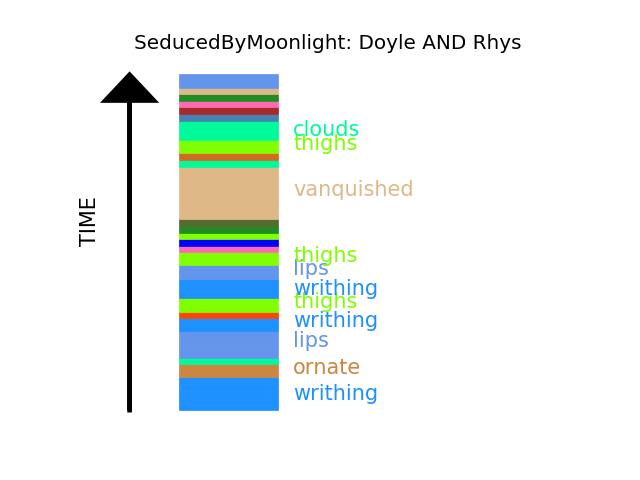 SeducedByMoonlight: Doyle AND Rhys
clouds
thighs
vanquished
TIME
thighs
lips
writhing
thighs
writhing
lips
ornate
writhing